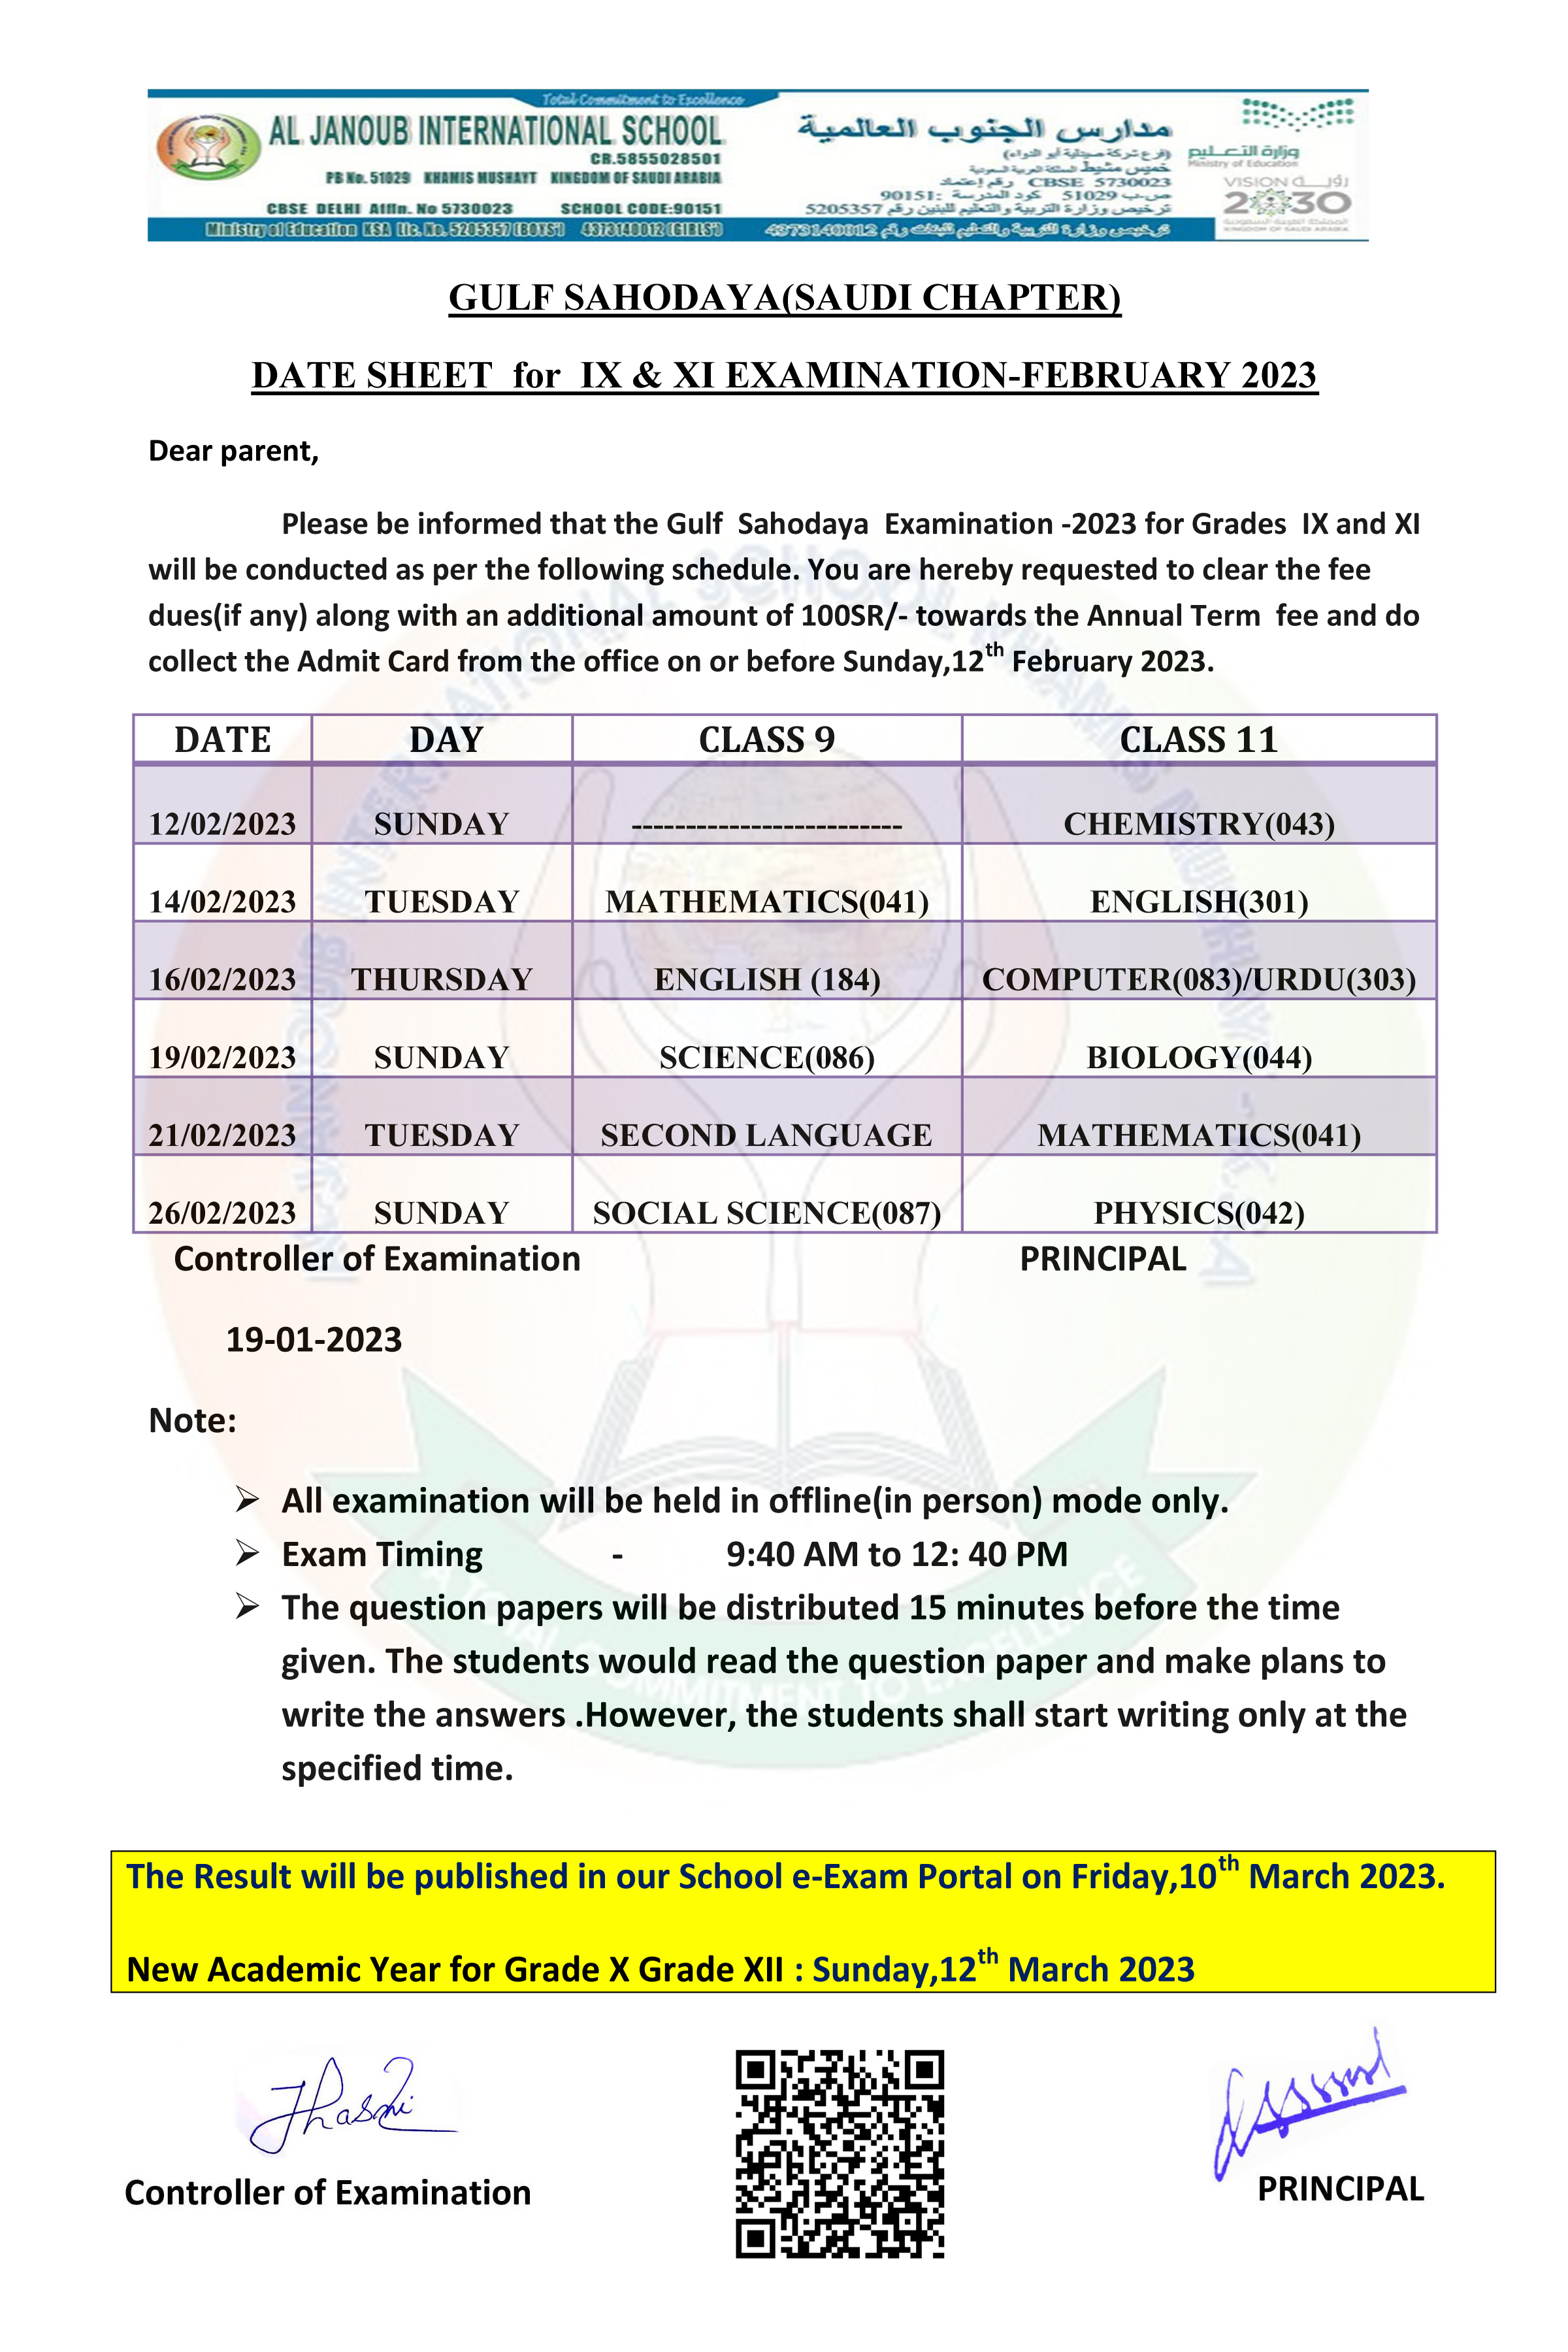 Total Commitment to Excellence
AL JANOUB INTERNATIONAL SCHOOL
CR.5855028501
PB No. 51029 KHAMIS MUSHAYT KINGDOM OF SAUDI ARABIA
CBSE DELHI Affln. No 5730023 SCHOOL CODE:90151
Ministry of Education KSA Lic. No. 5205357 (BOYS') 4373140012 (GIRLS')
مدارس الجنوب العالمية
(فرع شركة صيدلية أبو النواء)
خميس مشيط المملكة العربية السعودية
رقم إعتماد CBSE 5730023
ص.ب 51029 كود المدرسة :90151
ترخيص وزارة التربية والتعليم للبنين رقم 5205357
ترخيص وزارة التربية والتعليم للبنات رقم 4373140012
وزارة التعليم
Ministry of Education
VISION رؤية
2030
المملكة العربية السعودية
KINGDOM OF SAUDI ARABIA
GULF SAHODAYA(SAUDI CHAPTER)
DATE SHEET for IX & XI EXAMINATION-FEBRUARY 2023
Dear parent,
Please be informed that the Gulf Sahodaya Examination -2023 for Grades IX and XI
will be conducted as per the following schedule. You are hereby requested to clear the fee
dues(if any) along with an additional amount of 100SR/- towards the Annual Term fee and do
collect the Admit Card from the office on or before Sunday,12th February 2023.
DATE DAY CLASS 9 CLASS 11
12/02/2023 SUNDAY ------------------------- CHEMISTRY(043)
14/02/2023 TUESDAY MATHEMATICS(041) ENGLISH(301)
16/02/2023 THURSDAY ENGLISH (184) COMPUTER(083)/URDU(303)
19/02/2023 SUNDAY SCIENCE(086) BIOLOGY(044)
21/02/2023 TUESDAY SECOND LANGUAGE MATHEMATICS(041)
26/02/2023 SUNDAY SOCIAL SCIENCE(087) PHYSICS(042)
Controller of Examination PRINCIPAL
19-01-2023
Note:
➢ All examination will be held in offline(in person) mode only.
➢ Exam Timing - 9:40 AM to 12: 40 PM
➢ The question papers will be distributed 15 minutes before the time
given. The students would read the question paper and make plans to
write the answers .However, the students shall start writing only at the
specified time.
A TOTAL COMMITMENT TO EXCELLENCE
The Result will be published in our School e-Exam Portal on Friday,10th March 2023.
New Academic Year for Grade X Grade XII : Sunday,12th March 2023
Controller of Examination
PRINCIPAL